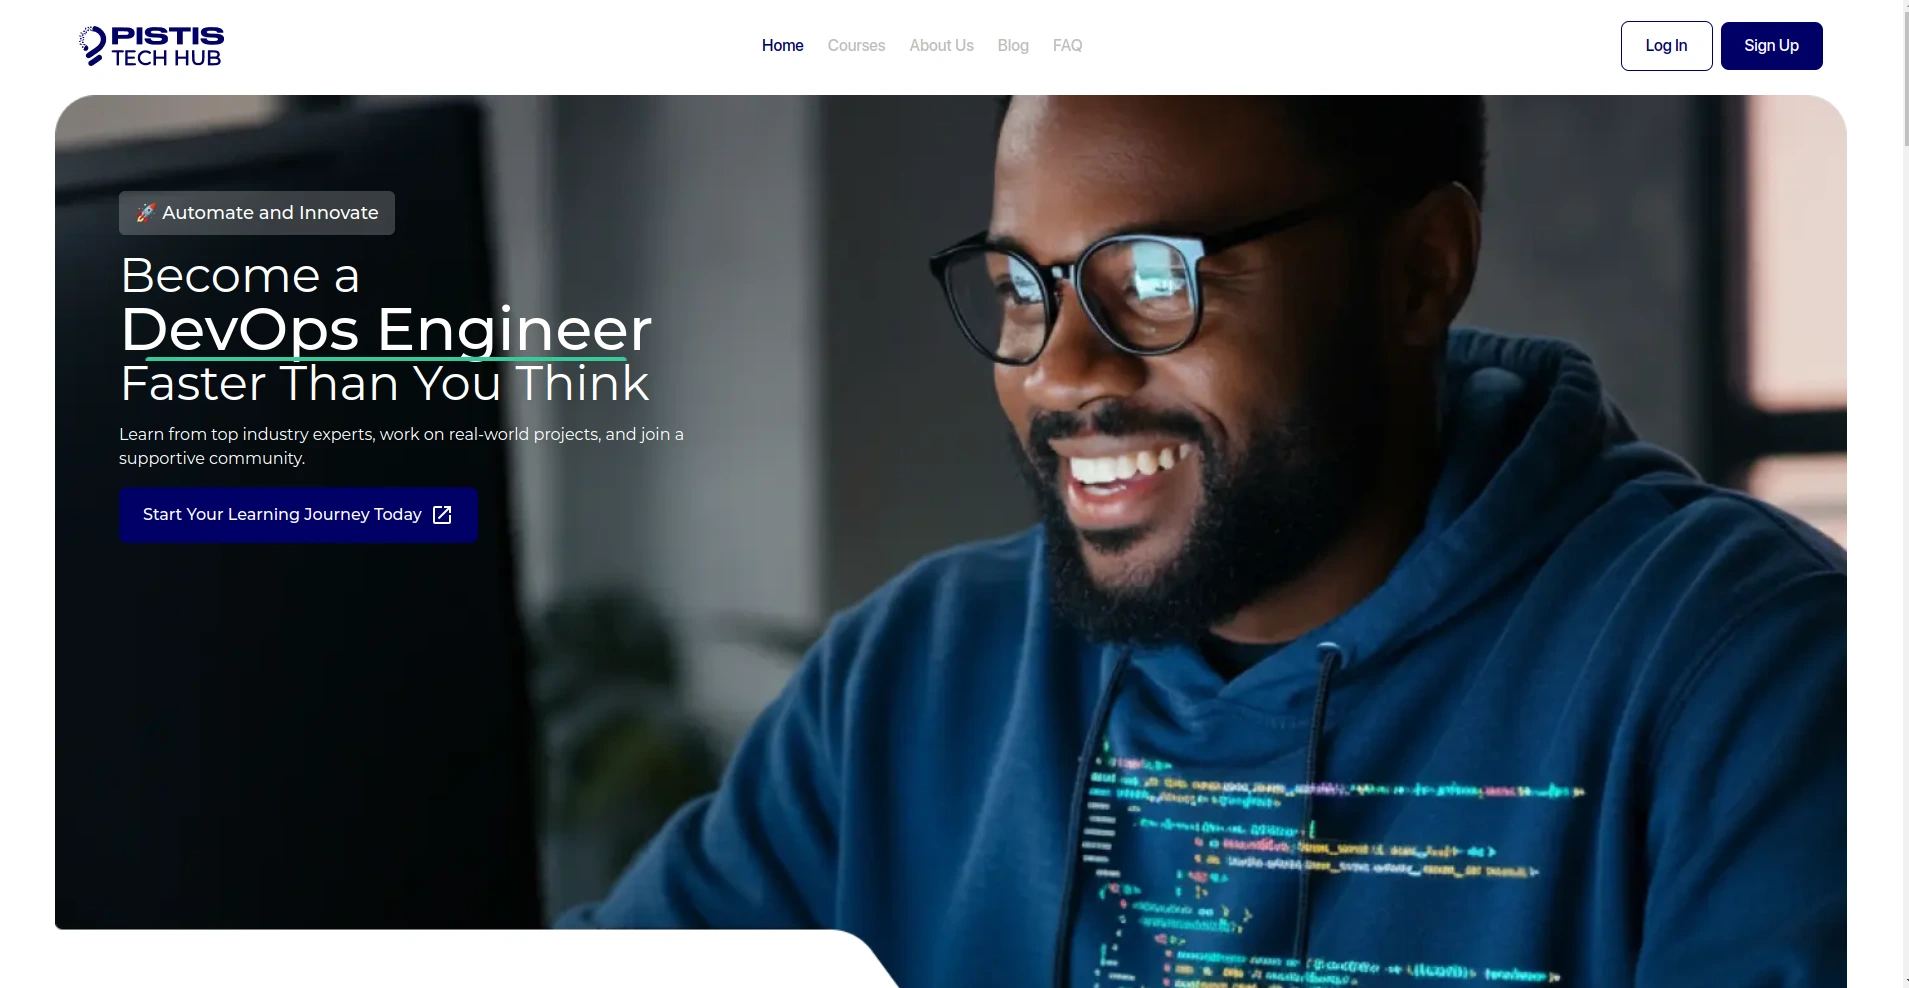 PISTIS
TECH HUB
Home
Courses
About Us
Blog
FAQ
Log In
Sign Up
🚀 Automate and Innovate
Become a
DevOps Engineer
Faster Than You Think
Learn from top industry experts, work on real-world projects, and join a
supportive community.
Start Your Learning Journey Today